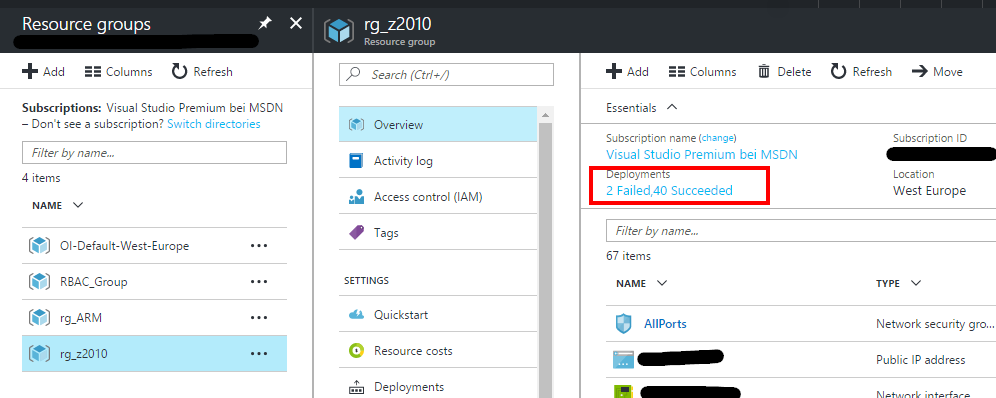 Resource groups
Add
Columns
Refresh
Subscriptions: Visual Studio Premium bei MSDN
– Don't see a subscription? Switch directories
Filter by name...
4 items
NAME
OI-Default-West-Europe
RBAC_Group
rg_ARM
rg_z2010
rg_z2010
Resource group
Search (Ctrl+/)
Overview
Activity log
Access control (IAM)
Tags
SETTINGS
Quickstart
Resource costs
Deployments
Add
Columns
Delete
Refresh
Move
Essentials
Subscription name (change)
Visual Studio Premium bei MSDN
Deployments
2 Failed,40 Succeeded
Subscription ID
Location
West Europe
Filter by name...
67 items
NAME
TYPE
AllPorts
Network security gro...
Public IP address
Network interface